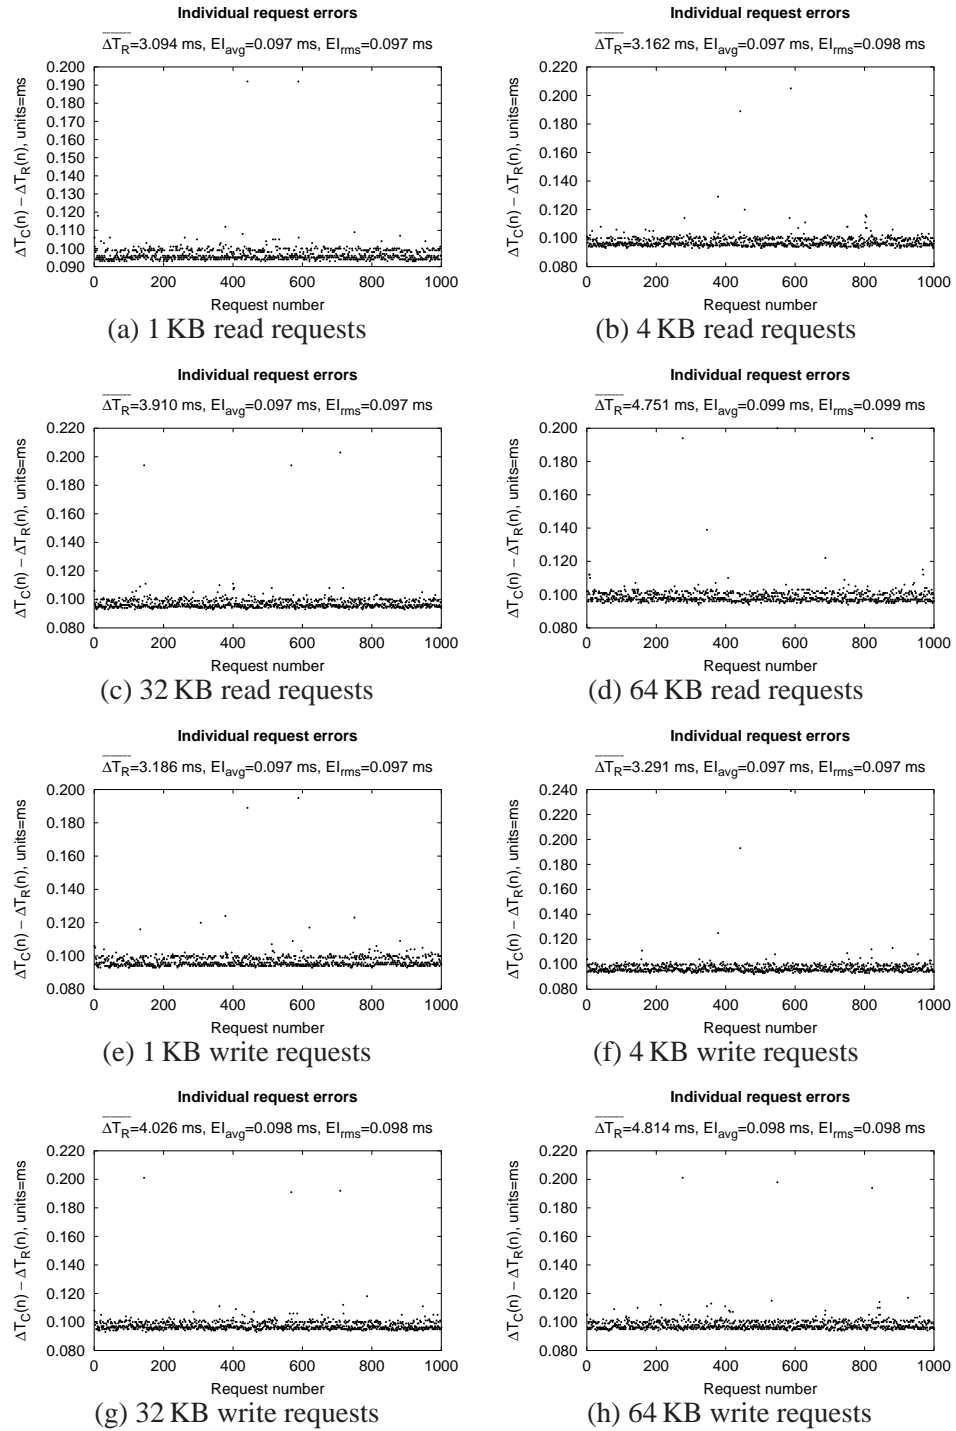 Individual request errors
ΔT_R=3.094 ms, EI_avg=0.097 ms, EI_rms=0.097 ms
ΔT_C(n) − ΔT_R(n), units=ms
0.200
0.190
0.180
0.170
0.160
0.150
0.140
0.130
0.120
0.110
0.100
0.090
0 200 400 600 800 1000
Request number
(a) 1 KB read requests
Individual request errors
ΔT_R=3.162 ms, EI_avg=0.097 ms, EI_rms=0.098 ms
ΔT_C(n) − ΔT_R(n), units=ms
0.220
0.200
0.180
0.160
0.140
0.120
0.100
0.080
0 200 400 600 800 1000
Request number
(b) 4 KB read requests
Individual request errors
ΔT_R=3.910 ms, EI_avg=0.097 ms, EI_rms=0.097 ms
ΔT_C(n) − ΔT_R(n), units=ms
0.220
0.200
0.180
0.160
0.140
0.120
0.100
0.080
0 200 400 600 800 1000
Request number
(c) 32 KB read requests
Individual request errors
ΔT_R=4.751 ms, EI_avg=0.099 ms, EI_rms=0.099 ms
ΔT_C(n) − ΔT_R(n), units=ms
0.200
0.180
0.160
0.140
0.120
0.100
0.080
0 200 400 600 800 1000
Request number
(d) 64 KB read requests
Individual request errors
ΔT_R=3.186 ms, EI_avg=0.097 ms, EI_rms=0.097 ms
ΔT_C(n) − ΔT_R(n), units=ms
0.200
0.180
0.160
0.140
0.120
0.100
0.080
0 200 400 600 800 1000
Request number
(e) 1 KB write requests
Individual request errors
ΔT_R=3.291 ms, EI_avg=0.097 ms, EI_rms=0.097 ms
ΔT_C(n) − ΔT_R(n), units=ms
0.240
0.220
0.200
0.180
0.160
0.140
0.120
0.100
0.080
0 200 400 600 800 1000
Request number
(f) 4 KB write requests
Individual request errors
ΔT_R=4.026 ms, EI_avg=0.098 ms, EI_rms=0.098 ms
ΔT_C(n) − ΔT_R(n), units=ms
0.220
0.200
0.180
0.160
0.140
0.120
0.100
0.080
0 200 400 600 800 1000
Request number
(g) 32 KB write requests
Individual request errors
ΔT_R=4.814 ms, EI_avg=0.098 ms, EI_rms=0.098 ms
ΔT_C(n) − ΔT_R(n), units=ms
0.220
0.200
0.180
0.160
0.140
0.120
0.100
0.080
0 200 400 600 800 1000
Request number
(h) 64 KB write requests